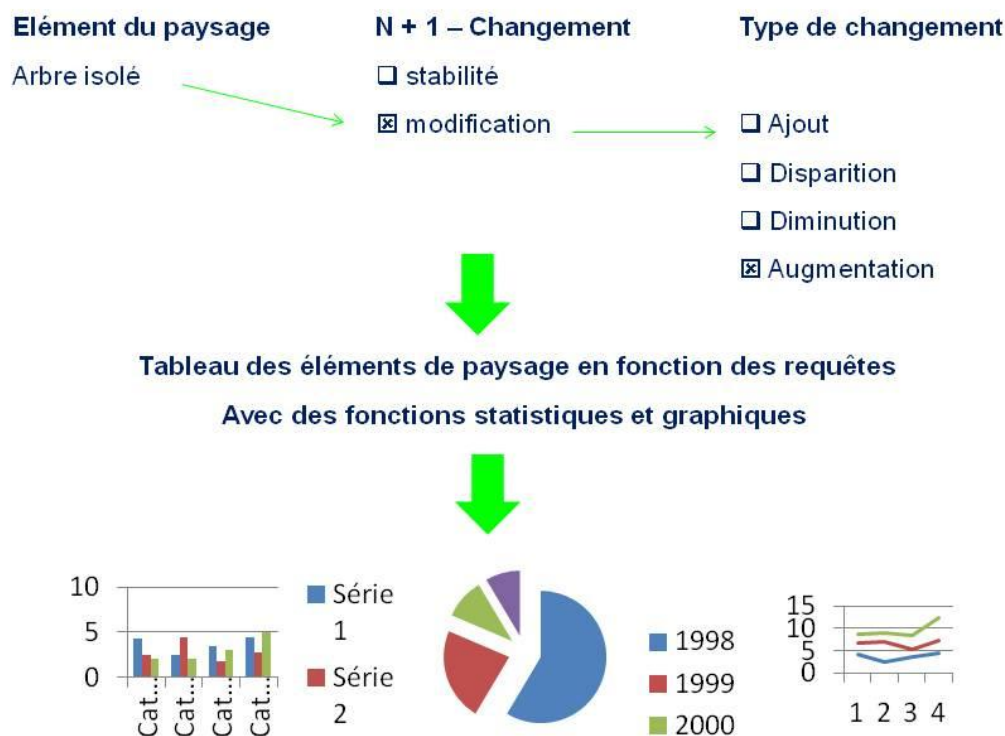 Elément du paysage
N + 1 – Changement
Type de changement
Arbre isolé
❑ stabilité
☒ modification
❑ Ajout
❑ Disparition
❑ Diminution
☒ Augmentation
Tableau des éléments de paysage en fonction des requêtes
Avec des fonctions statistiques et graphiques
10
5
0
Cat...
Cat...
Cat...
Cat...
Série
1
Série
2
1998
1999
2000
15
10
5
0
1 2 3 4